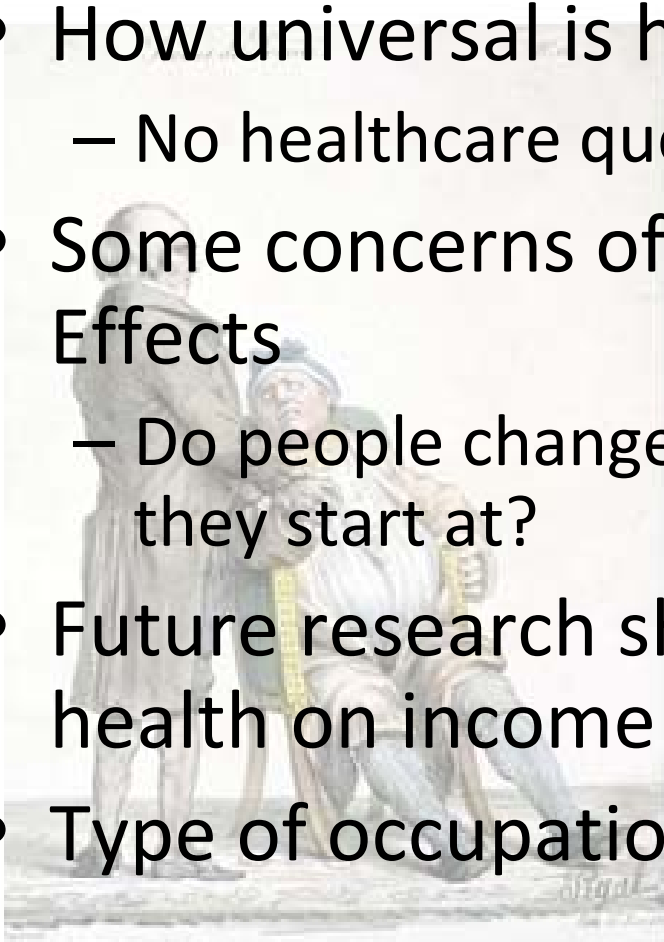 • How universal is h
– No healthcare que
• Some concerns of
Effects
– Do people change
they start at?
• Future research sh
health on income
• Type of occupatio